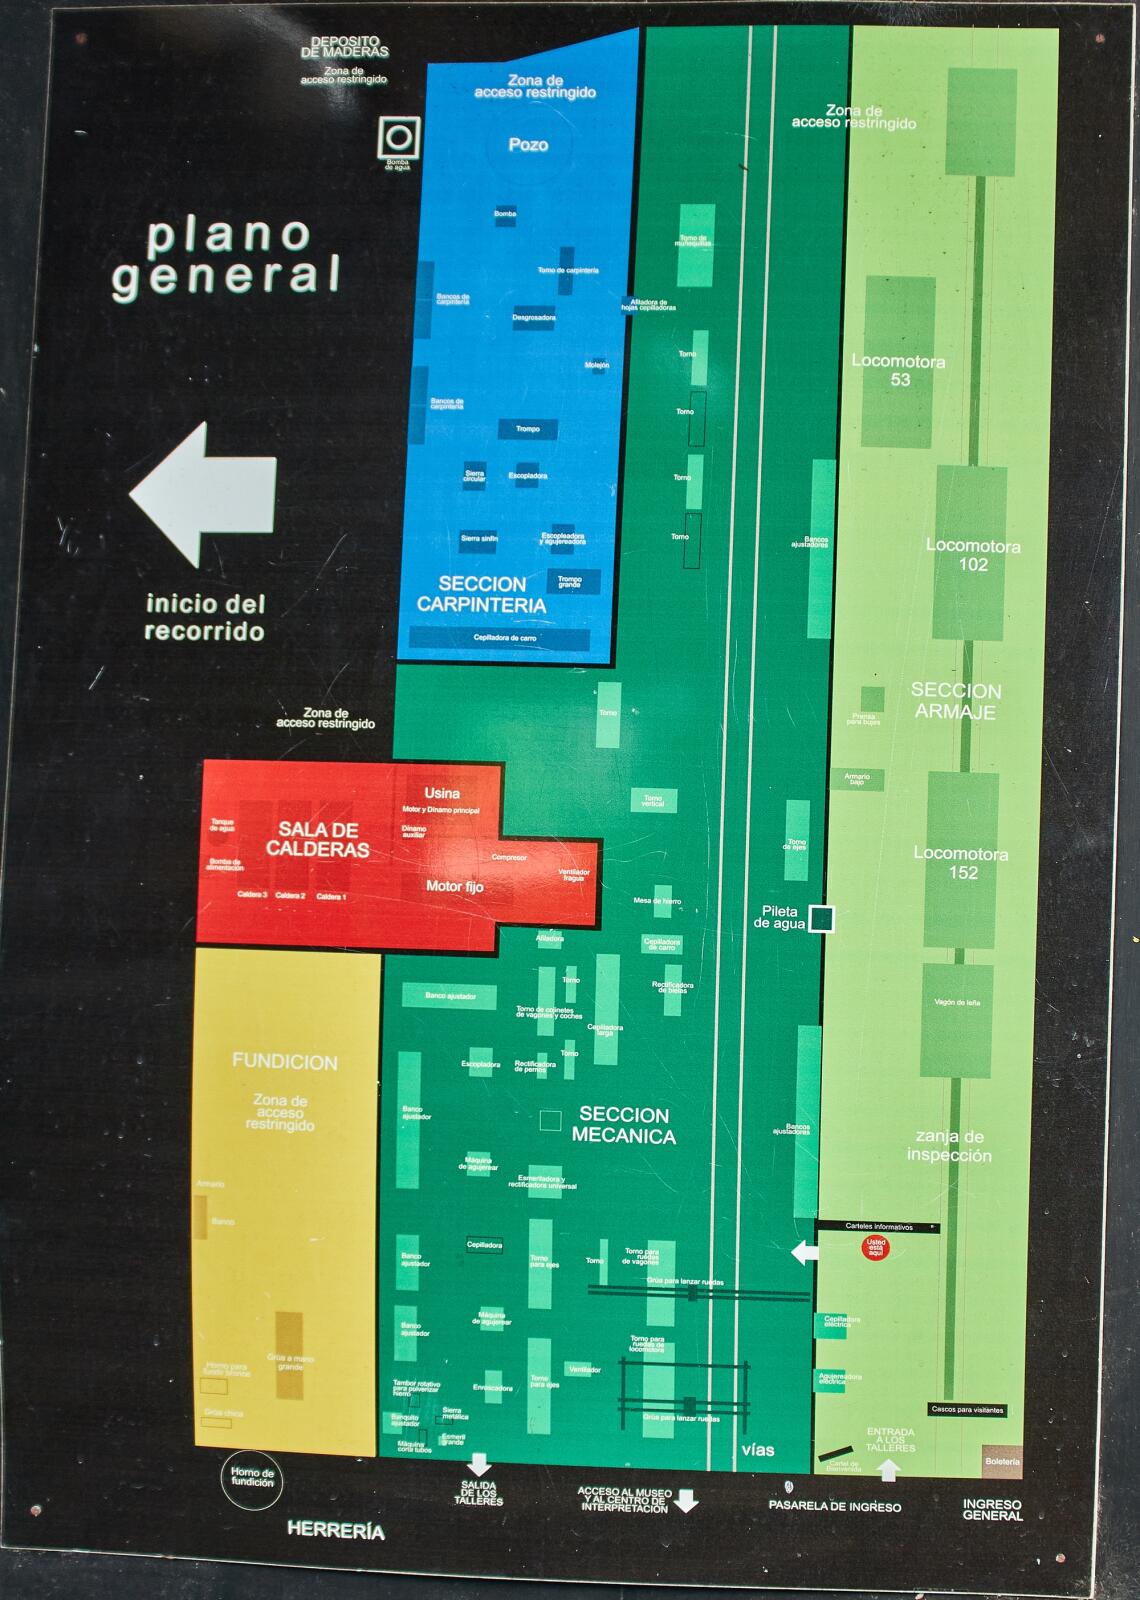 DEPOSITO
DE MADERAS
Zona de
acceso restringido
Bomba
de agua
plano
general
inicio del
recorrido
Zona de
acceso restringido
Zona de
acceso restringido
Pozo
Bomba
Torno de carpintería
Bancos de
carpintería
Desgrosadora
Molejón
Bancos de
carpintería
Trompo
Sierra
circular
Escopladora
Sierra sinfín
Escopleadora
y agujereadora
Trompo
grande
SECCION
CARPINTERIA
Cepilladora de carro
Zona de
acceso restringido
Torno de
muñequillas
Afiladora de
hojas cepilladoras
Torno
Torno
Torno
Torno
Bancos
ajustadores
Torno
Torno
vertical
Torno
de ejes
Mesa de hierro
Pileta
de agua
Afiladora
Cepilladora
de carro
Banco ajustador
Torno
Rectificadora
de bielas
Torno de cojinetes
de vagones y coches
Cepilladora
larga
Escopladora
Rectificadora
de pernos
Torno
Banco
ajustador
SECCION
MECANICA
Bancos
ajustadores
Máquina
de agujerear
Esmeriladora y
rectificadora universal
Cepilladora
Banco
ajustador
Torno
para ejes
Torno
Torno para
ruedas
de vagones
Grúa para lanzar ruedas
Máquina
de agujerear
Banco
ajustador
Torno para
ruedas de
locomotora
Ventilador
Torno
para ejes
Enroscadora
Tambor rotativo
para pulverizar
hierro
Banquito
ajustador
Sierra
metálica
Esmeril
grande
Máquina
corta tubos
Grúa para lanzar ruedas
vías
SALA DE
CALDERAS
Usina
Motor y Dínamo principal
Dínamo
auxiliar
Tanque
de agua
Bomba de
alimentación
Caldera 3
Caldera 2
Caldera 1
Compresor
Motor fijo
Ventilador
fragua
FUNDICION
Zona de
acceso
restringido
Armario
Banco
Grúa a mano
grande
Horno para
fundir bronce
Grúa chica
Horno de
fundición
HERRERÍA
Locomotora
53
Locomotora
102
SECCION
ARMAJE
Prensa
para bujes
Armario
bajo
Locomotora
152
Vagón de leña
zanja de
inspección
Carteles informativos
Usted
está
aquí
Cepilladora
eléctrica
Agujereadora
eléctrica
Cascos para visitantes
ENTRADA
A LOS
TALLERES
Cartel de
Bienvenida
Boletería
SALIDA
DE LOS
TALLERES
ACCESO AL MUSEO
Y AL CENTRO DE
INTERPRETACIÓN
PASARELA DE INGRESO
INGRESO
GENERAL